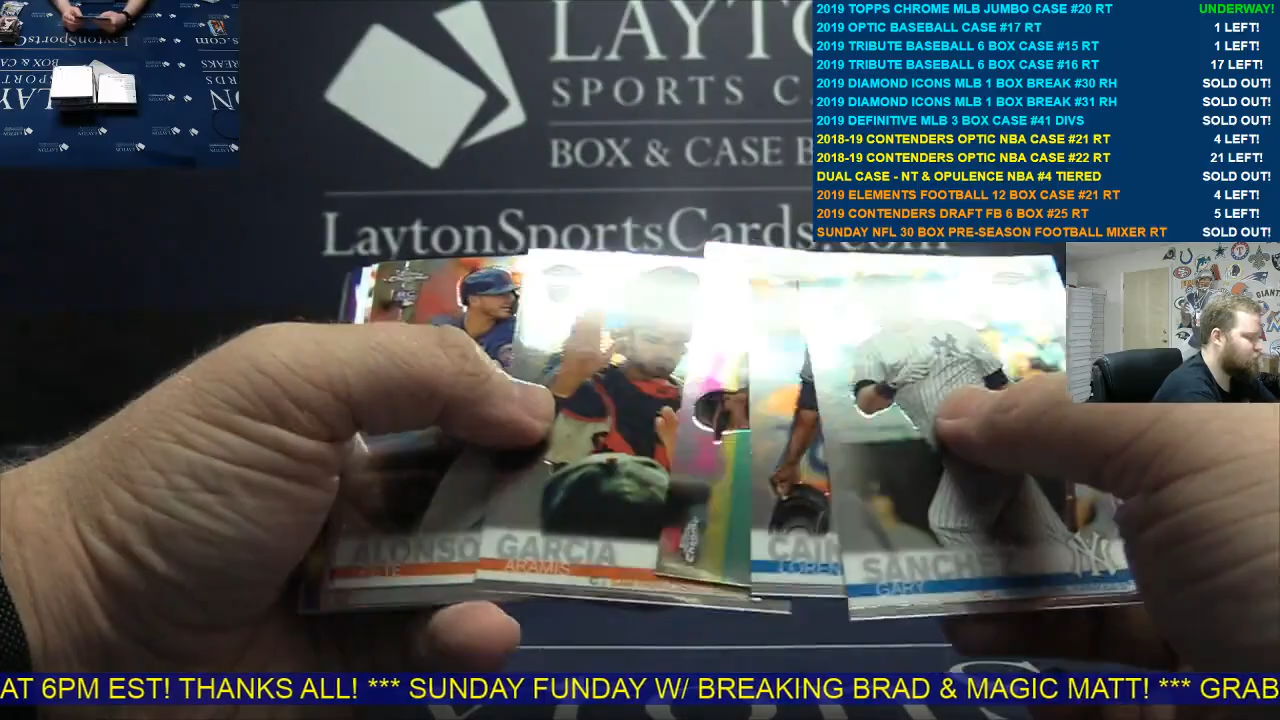 2019 TOPPS CHROME MLB JUMBO CASE #20 RT UNDERWAY!
2019 OPTIC BASEBALL CASE #17 RT 1 LEFT!
2019 TRIBUTE BASEBALL 6 BOX CASE #15 RT 1 LEFT!
2019 TRIBUTE BASEBALL 6 BOX CASE #16 RT 17 LEFT!
2019 DIAMOND ICONS MLB 1 BOX BREAK #30 RH SOLD OUT!
2019 DIAMOND ICONS MLB 1 BOX BREAK #31 RH SOLD OUT!
2019 DEFINITIVE MLB 3 BOX CASE #41 DIVS SOLD OUT!
2018-19 CONTENDERS OPTIC NBA CASE #21 RT 4 LEFT!
2018-19 CONTENDERS OPTIC NBA CASE #22 RT 21 LEFT!
DUAL CASE - NT & OPULENCE NBA #4 TIERED SOLD OUT!
2019 ELEMENTS FOOTBALL 12 BOX CASE #21 RT 4 LEFT!
2019 CONTENDERS DRAFT FB 6 BOX #25 RT 5 LEFT!
SUNDAY NFL 30 BOX PRE-SEASON FOOTBALL MIXER RT SOLD OUT!
LAYTO
SPORTS C
BOX & CASE B
LaytonSportsCards.com
ALONSO
GARCIA
ARAMIS
CAIN
LOREN
SANCHEZ
GARY
AT 6PM EST! THANKS ALL! *** SUNDAY FUNDAY W/ BREAKING BRAD & MAGIC MATT! *** GRAB